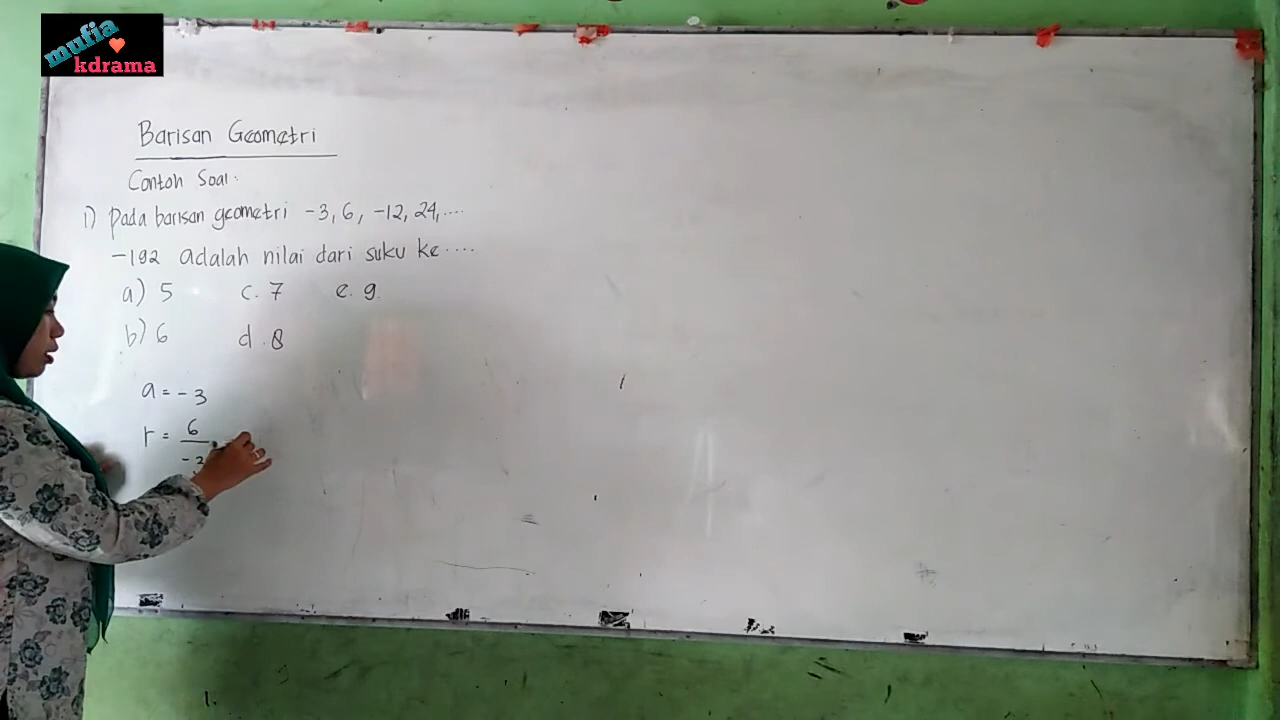 mufia
kdrama
Barisan Geometri
Contoh Soal.
1) Pada barisan geometri -3, 6, -12, 24, ....
-192 adalah nilai dari suku ke....
a) 5 c. 7 e. 9.
b) 6 d. 8
a = -3
r = 6